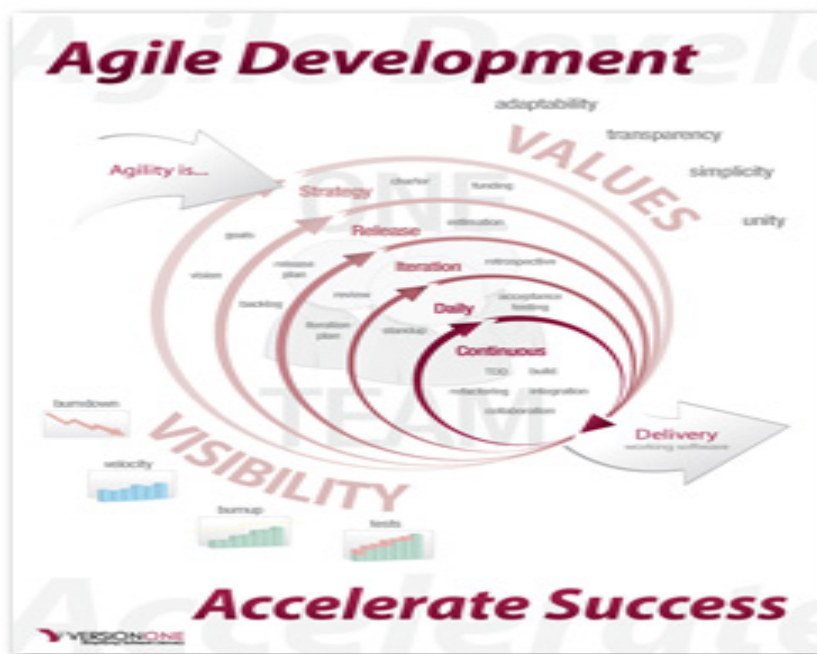 Agile Development
adaptability
transparency
VALUES
simplicity
unity
Agility is...
Strategy
charter
funding
ONE
goals
Release
estimation
vision
release
plan
Iteration
retrospective
backlog
review
Daily
acceptance
testing
iteration
plan
standup
Continuous
TDD
build
refactoring
integration
collaboration
TEAM
burndown
Delivery
working software
VISIBILITY
velocity
burnup
tests
Accelerate Success
VERSIONONE